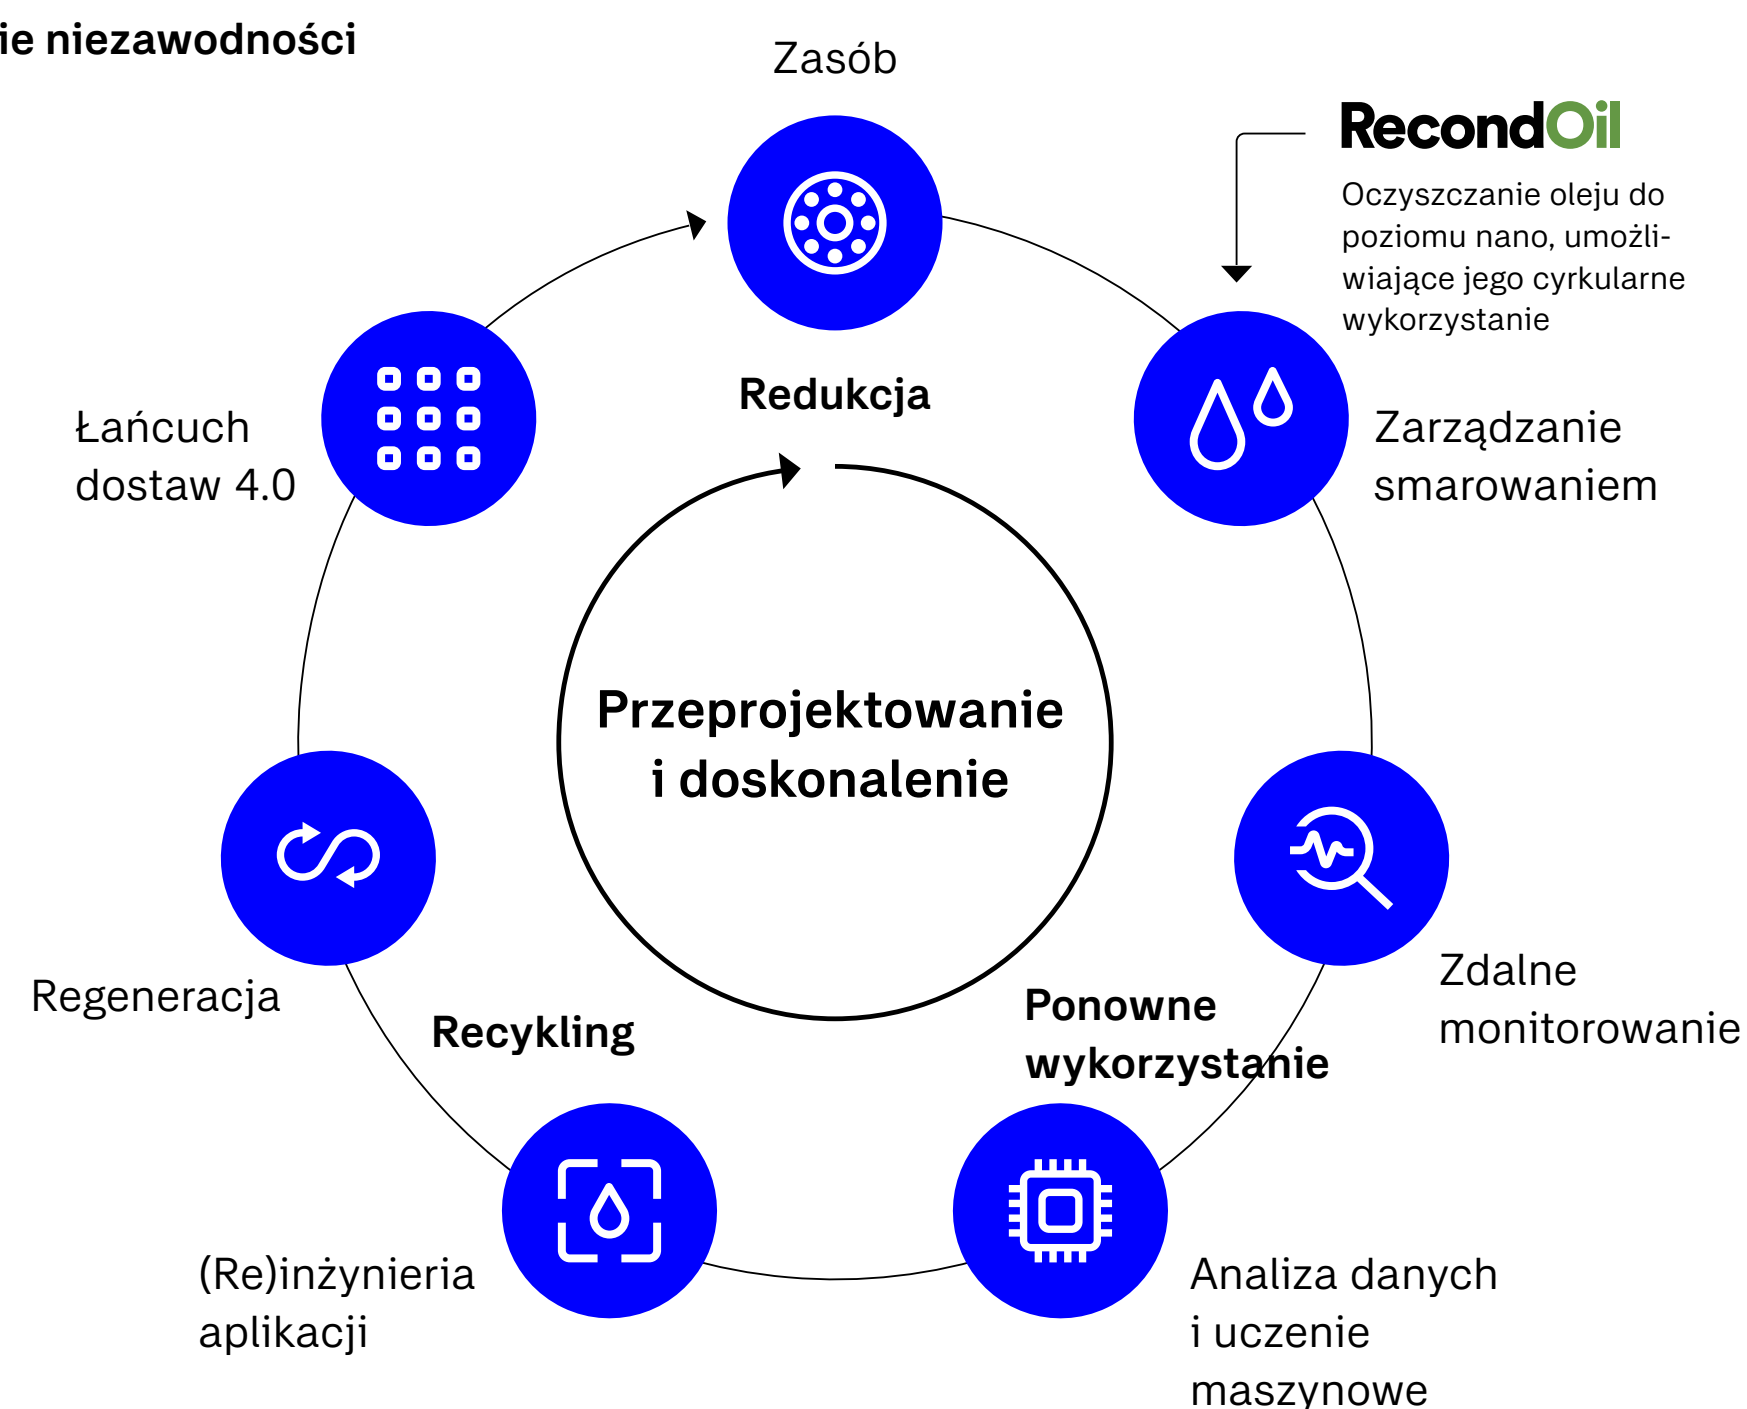 ie niezawodności
Zasób
RecondOil
Oczyszczanie oleju do
poziomu nano, umożli-
wiające jego cyrkularne
wykorzystanie
Redukcja
Łańcuch
dostaw 4.0
Zarządzanie
smarowaniem
Przeprojektowanie
i doskonalenie
Zdalne
monitorowanie
Regeneracja
Recykling
Ponowne
wykorzystanie
(Re)inżynieria
aplikacji
Analiza danych
i uczenie
maszynowe